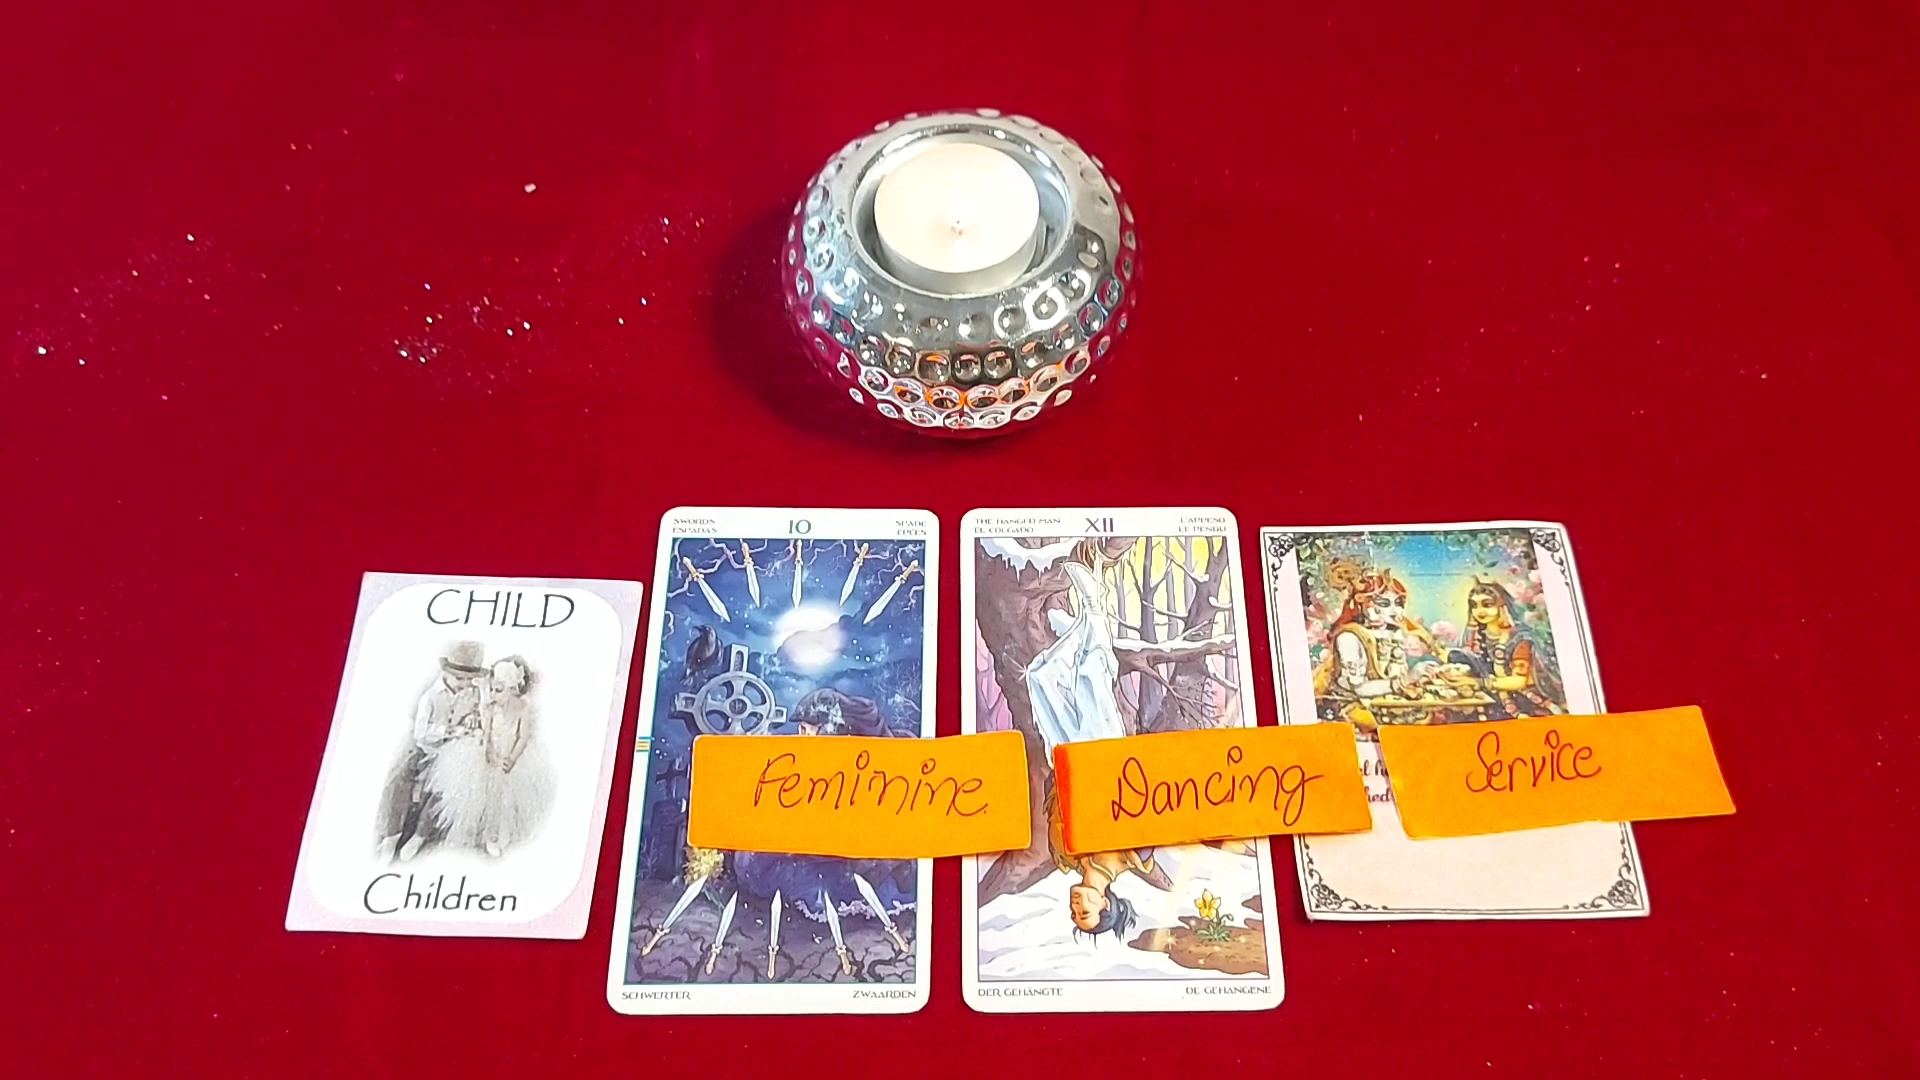 CHILD
Children
SWORDS
ESPADAS
10
SPADE
ÉPÉES
SCHWERTER
ZWAARDEN
THE HANGED MAN
EL COLGADO
XII
L'APPESO
LE PENDU
DER GEHÄNGTE
DE GEHANGENE
Feminine
Dancing
Service